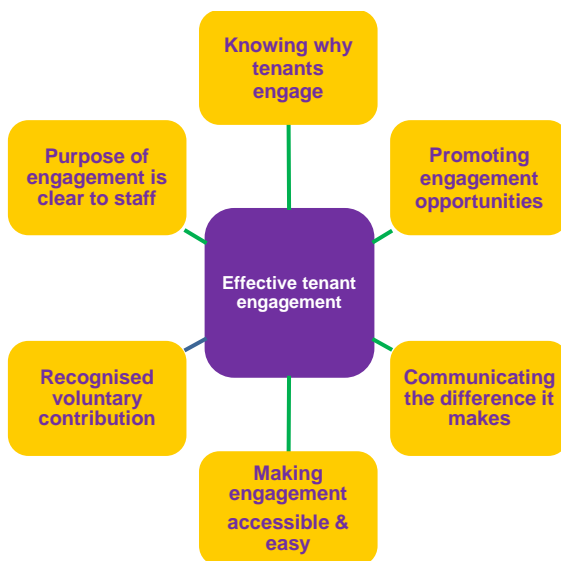 Knowing why
tenants
engage
Purpose of
engagement is
clear to staff
Promoting
engagement
opportunities
Effective tenant
engagement
Recognised
voluntary
contribution
Communicating
the difference it
makes
Making
engagement
accessible &
easy